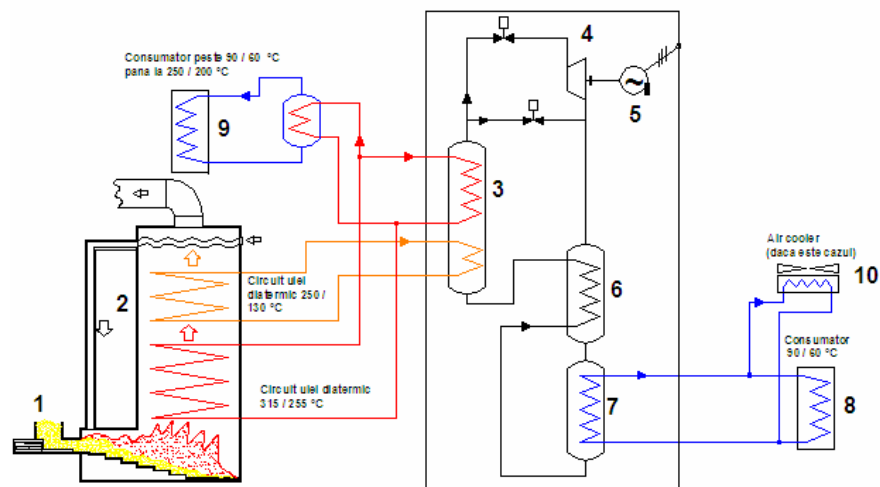 Consumator peste 90 / 60 °C
pana la 250 / 200°C
9
4
5
3
2
Circuit ulei
diatermic 250 /
130 °C
6
Air cooler
(daca este cazul)
10
Consumator
90 / 60 °C
Circuit ulei diatermic
315 / 255 °C
1
7
8